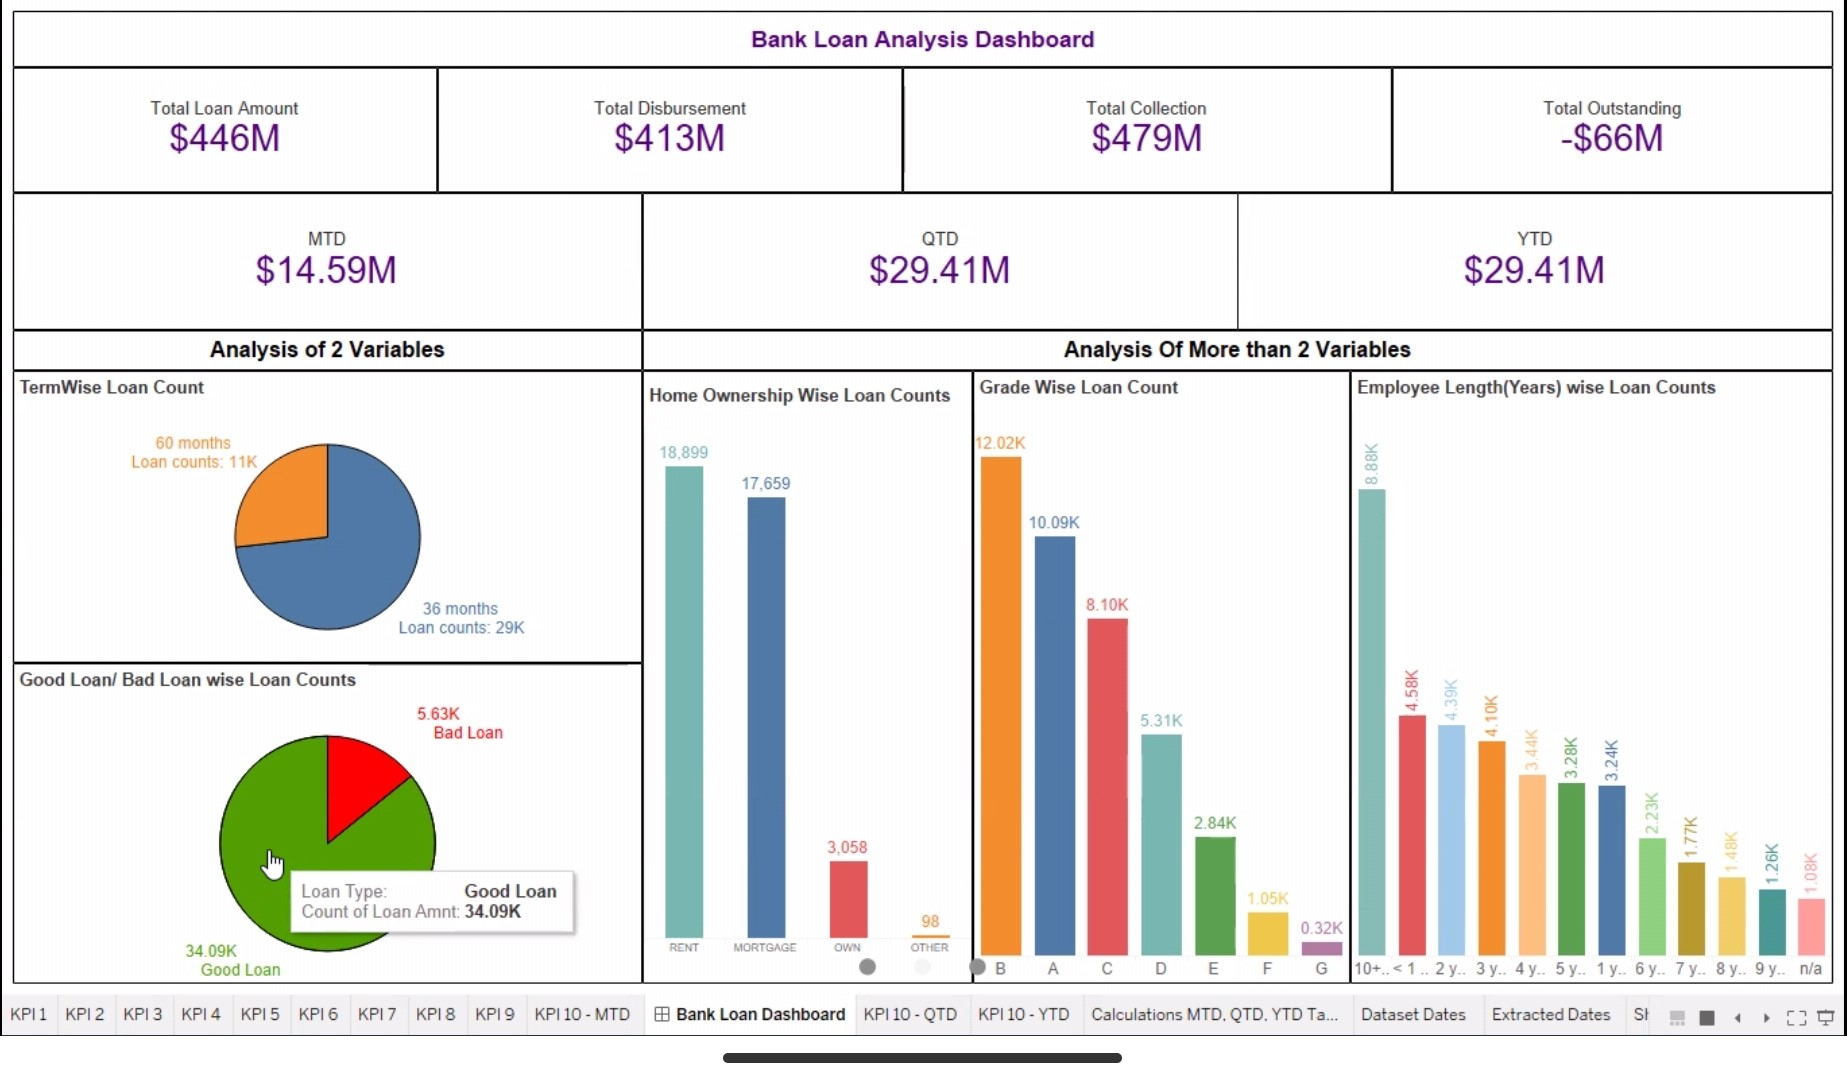 Bank Loan Analysis Dashboard
Total Loan Amount
$446M
Total Disbursement
$413M
Total Collection
$479M
Total Outstanding
-$66M
MTD
$14.59M
QTD
$29.41M
YTD
$29.41M
Analysis of 2 Variables
Analysis Of More than 2 Variables
TermWise Loan Count
60 months
Loan counts: 11K
36 months
Loan counts: 29K
Good Loan/ Bad Loan wise Loan Counts
5.63K
Bad Loan
Loan Type: Good Loan
Count of Loan Amnt: 34.09K
34.09K
Good Loan
Home Ownership Wise Loan Counts
18,899
17,659
3,058
98
RENT MORTGAGE OWN OTHER
Grade Wise Loan Count
12.02K
10.09K
8.10K
5.31K
2.84K
1.05K
0.32K
B A C D E F G
Employee Length(Years) wise Loan Counts
8.88K
4.58K
4.39K
4.10K
3.44K
3.28K
3.24K
2.23K
1.77K
1.48K
1.26K
1.08K
10+.. < 1 .. 2 y.. 3 y.. 4 y.. 5 y.. 1 y.. 6 y.. 7 y.. 8 y.. 9 y.. n/a
KPI 1 KPI 2 KPI 3 KPI 4 KPI 5 KPI 6 KPI 7 KPI 8 KPI 9 KPI 10 - MTD Bank Loan Dashboard KPI 10 - QTD KPI 10 - YTD Calculations MTD, QTD, YTD Ta... Dataset Dates Extracted Dates